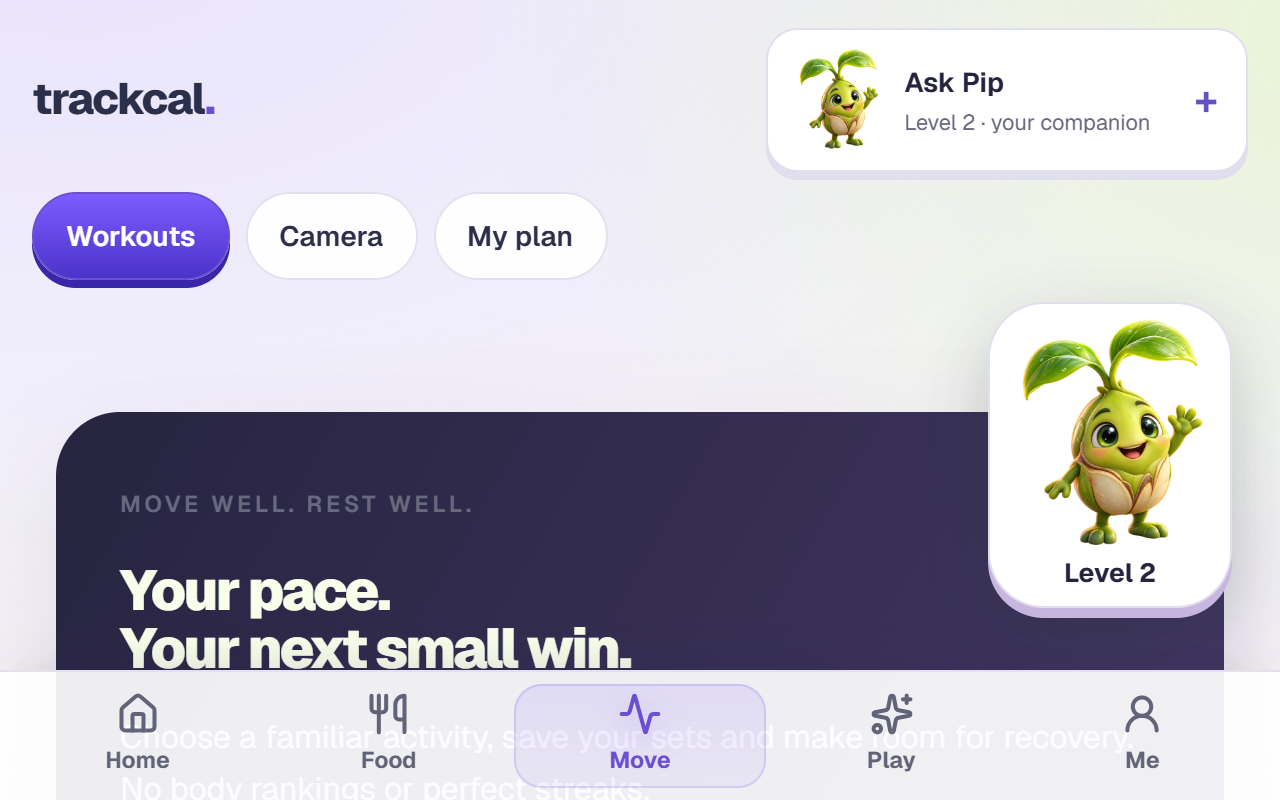 trackcal.
Ask Pip
Level 2 · your companion
+
Workouts
Camera
My plan
MOVE WELL. REST WELL.
Your pace.
Your next small win.
Level 2
Choose a familiar activity, save your sets and make room for recovery.
No body rankings or perfect streaks.
Home
Food
Move
Play
Me